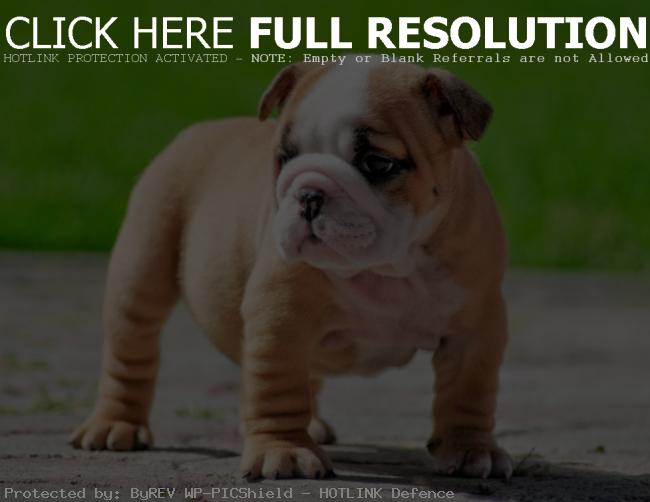 CLICK HERE FULL RESOLUTION
HOTLINK PROTECTION ACTIVATED - NOTE: Empty or Blank Referrals are not Allowed
Protected by: ByREV WP-PICShield - HOTLINK Defence